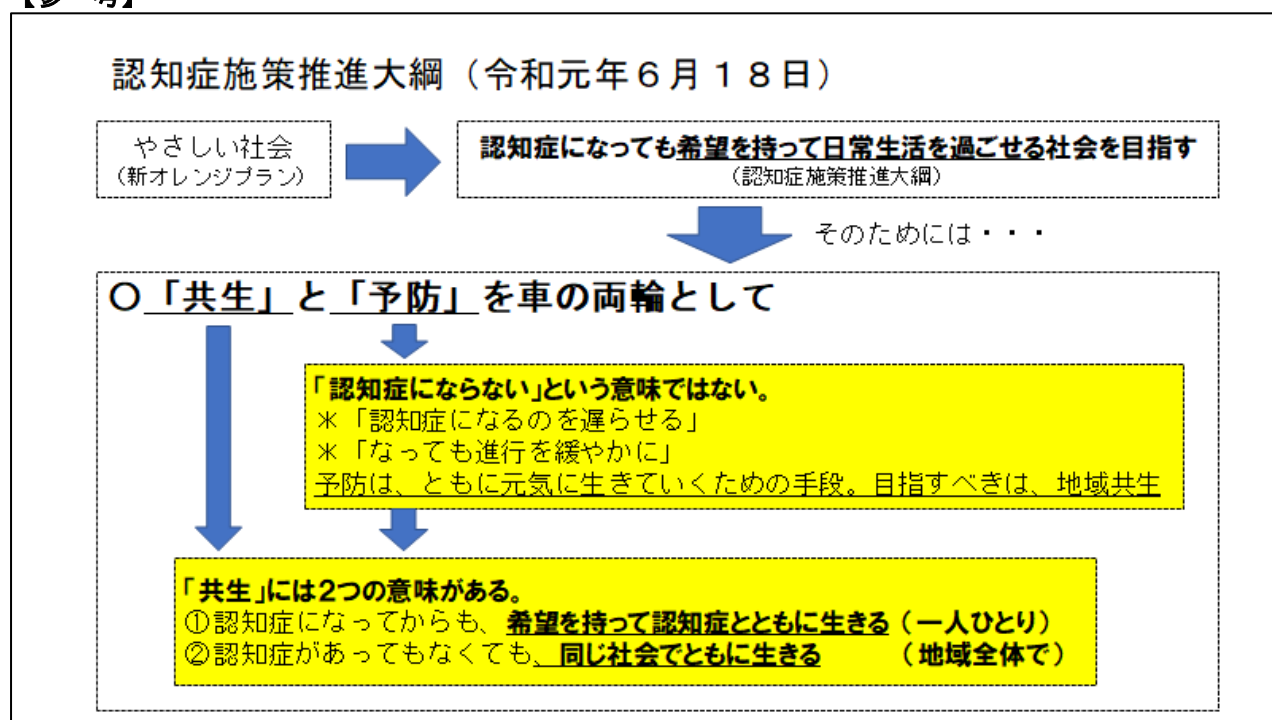 【参 考】
認知症施策推進大綱（令和元年６月１８日）
やさしい社会
（新オレンジプラン）
認知症になっても希望を持って日常生活を過ごせる社会を目指す
（認知症施策推進大綱）
そのためには・・・
○「共生」と「予防」を車の両輪として
「認知症にならない」という意味ではない。
＊「認知症になるのを遅らせる」
＊「なっても進行を緩やかに」
予防は、ともに元気に生きていくための手段。目指すべきは、地域共生
「共生」には２つの意味がある。
①認知症になってからも、希望を持って認知症とともに生きる（一人ひとり）
②認知症があってもなくても、同じ社会でともに生きる （地域全体で）